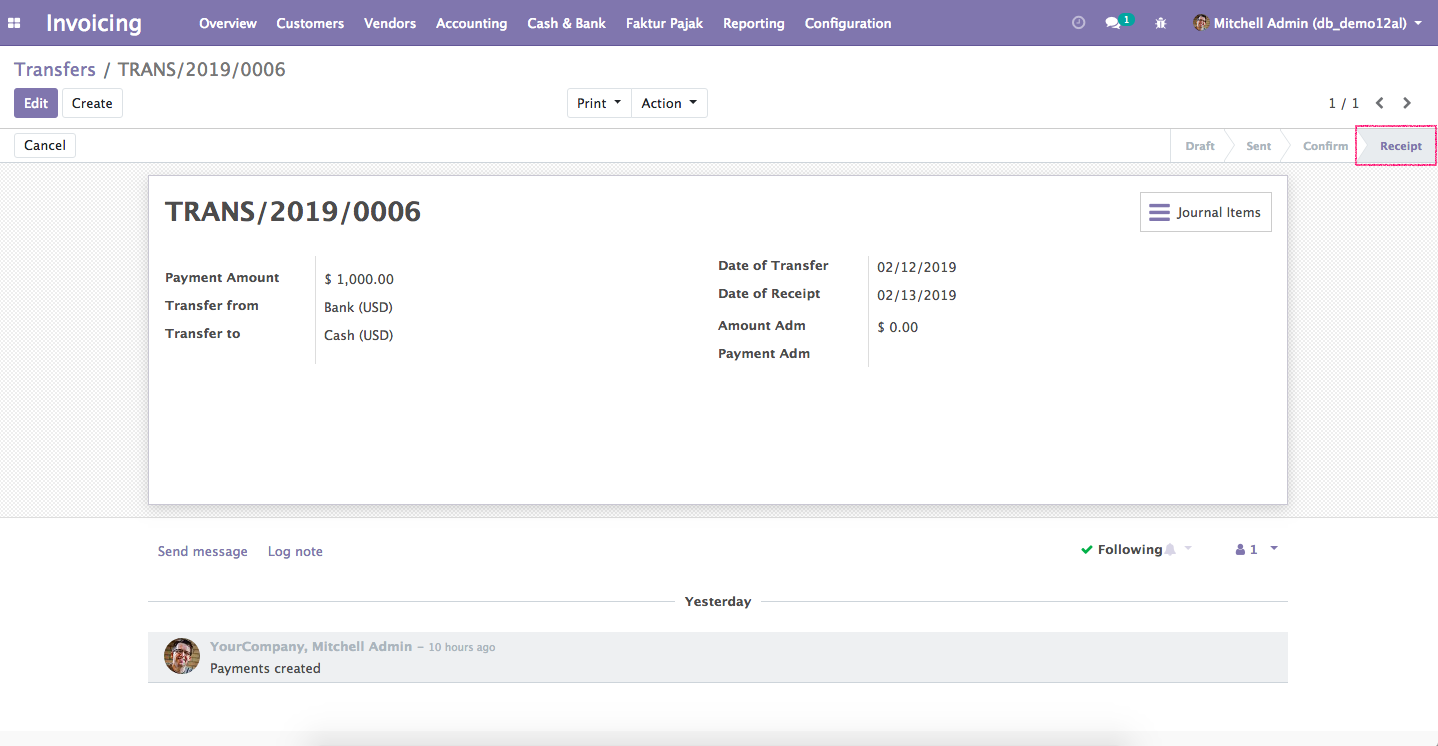 Invoicing Overview Customers Vendors Accounting Cash & Bank Faktur Pajak Reporting Configuration 1 Mitchell Admin (db_demo12al)
Transfers / TRANS/2019/0006
Edit Create Print Action 1 / 1
Cancel Draft Sent Confirm Receipt
TRANS/2019/0006
Journal Items
Payment Amount $ 1,000.00
Transfer from Bank (USD)
Transfer to Cash (USD)
Date of Transfer 02/12/2019
Date of Receipt 02/13/2019
Amount Adm $ 0.00
Payment Adm
Send message Log note Following 1
Yesterday
YourCompany, Mitchell Admin – 10 hours ago
Payments created